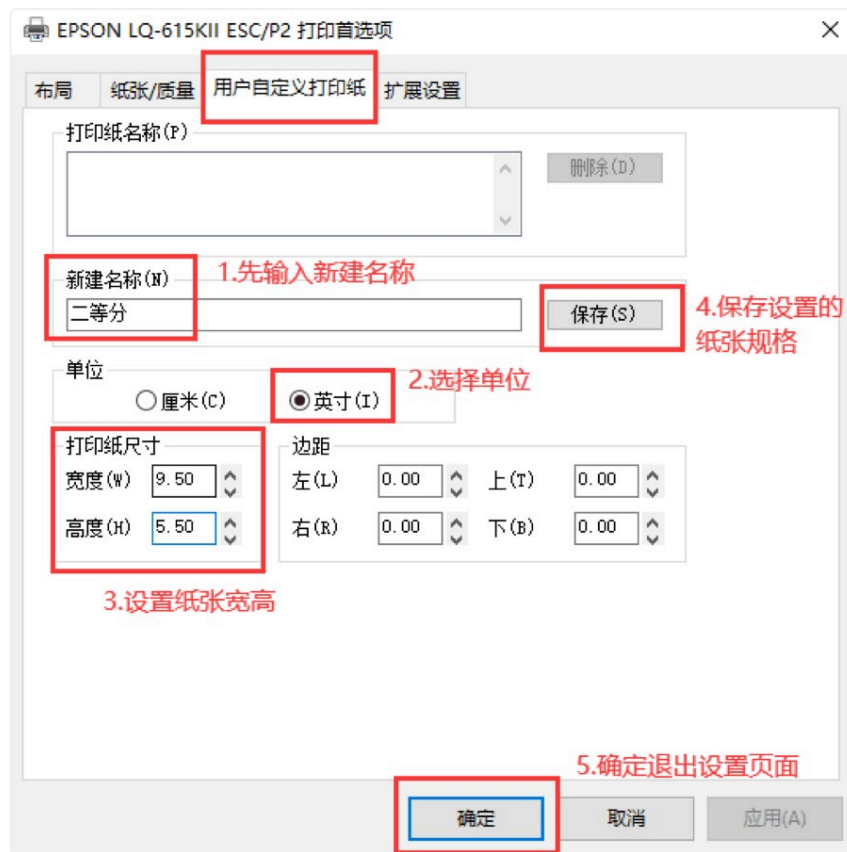 EPSON LQ-615KII ESC/P2 打印首选项
布局 纸张/质量 用户自定义打印纸 扩展设置
打印纸名称(P)
删除(D)
新建名称(N) 1.先输入新建名称
二等分 保存(S) 4.保存设置的
纸张规格
单位
厘米(C) 英寸(I) 2.选择单位
打印纸尺寸 边距
宽度(W) 9.50 左(L) 0.00 上(T) 0.00
高度(H) 5.50 右(R) 0.00 下(B) 0.00
3.设置纸张宽高
5.确定退出设置页面
确定 取消 应用(A)